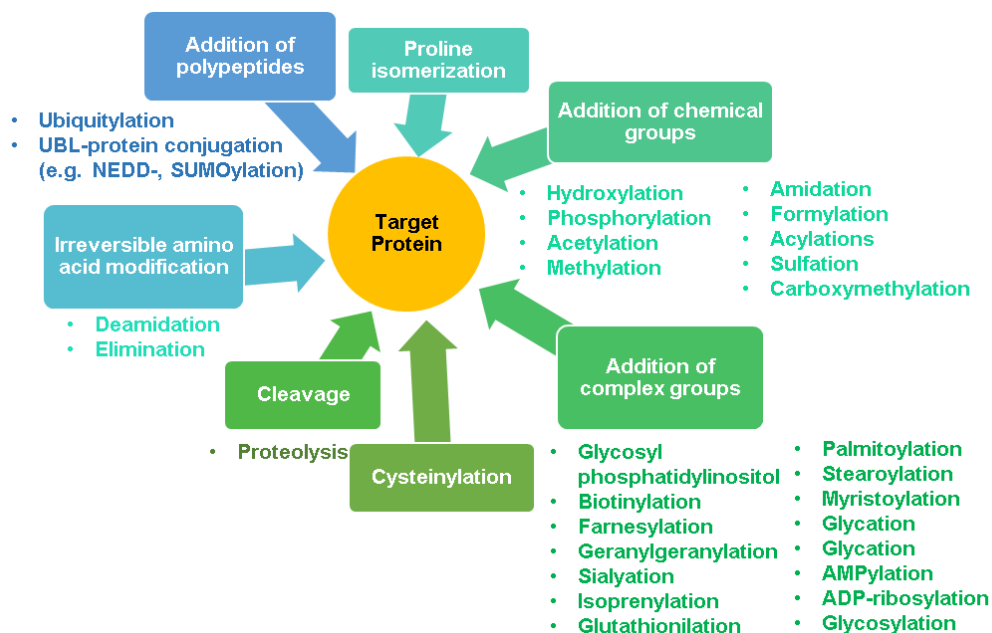 Addition of
polypeptides
Proline
isomerization
Addition of chemical
groups
• Ubiquitylation
• UBL-protein conjugation
(e.g. NEDD-, SUMOylation)
Target
Protein
• Hydroxylation
• Phosphorylation
• Acetylation
• Methylation
• Amidation
• Formylation
• Acylations
• Sulfation
• Carboxymethylation
Irreversible amino
acid modification
• Deamidation
• Elimination
Cleavage
• Proteolysis
Cysteinylation
Addition of
complex groups
• Glycosyl
phosphatidylinositol
• Biotinylation
• Farnesylation
• Geranylgeranylation
• Sialyation
• Isoprenylation
• Glutathionilation
• Palmitoylation
• Stearoylation
• Myristoylation
• Glycation
• Glycation
• AMPylation
• ADP-ribosylation
• Glycosylation